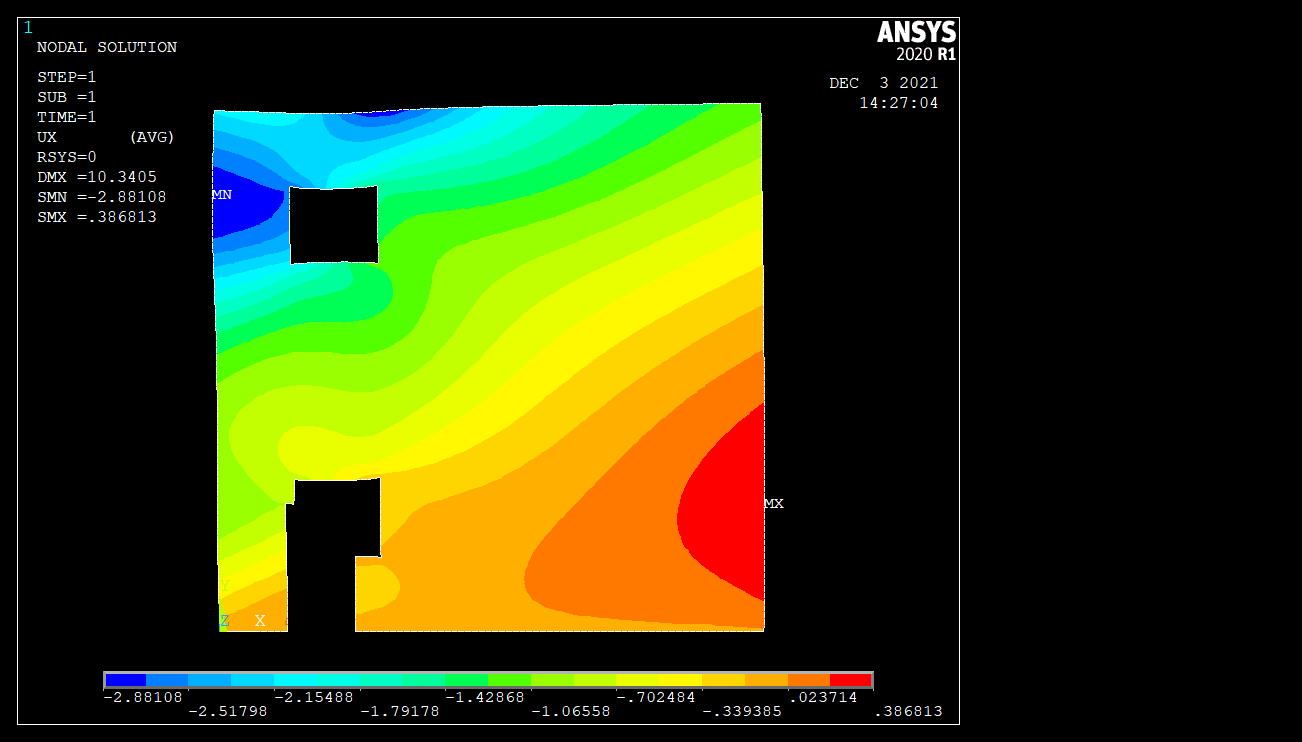 1
ANSYS
2020 R1
NODAL SOLUTION
STEP=1
SUB =1
TIME=1
UX (AVG)
RSYS=0
DMX =10.3405
SMN =-2.88108
SMX =.386813
DEC 3 2021
14:27:04
MN
MX
Y
Z X
-2.88108 -2.15488 -1.42868 -.702484 .023714
-2.51798 -1.79178 -1.06558 -.339385 .386813